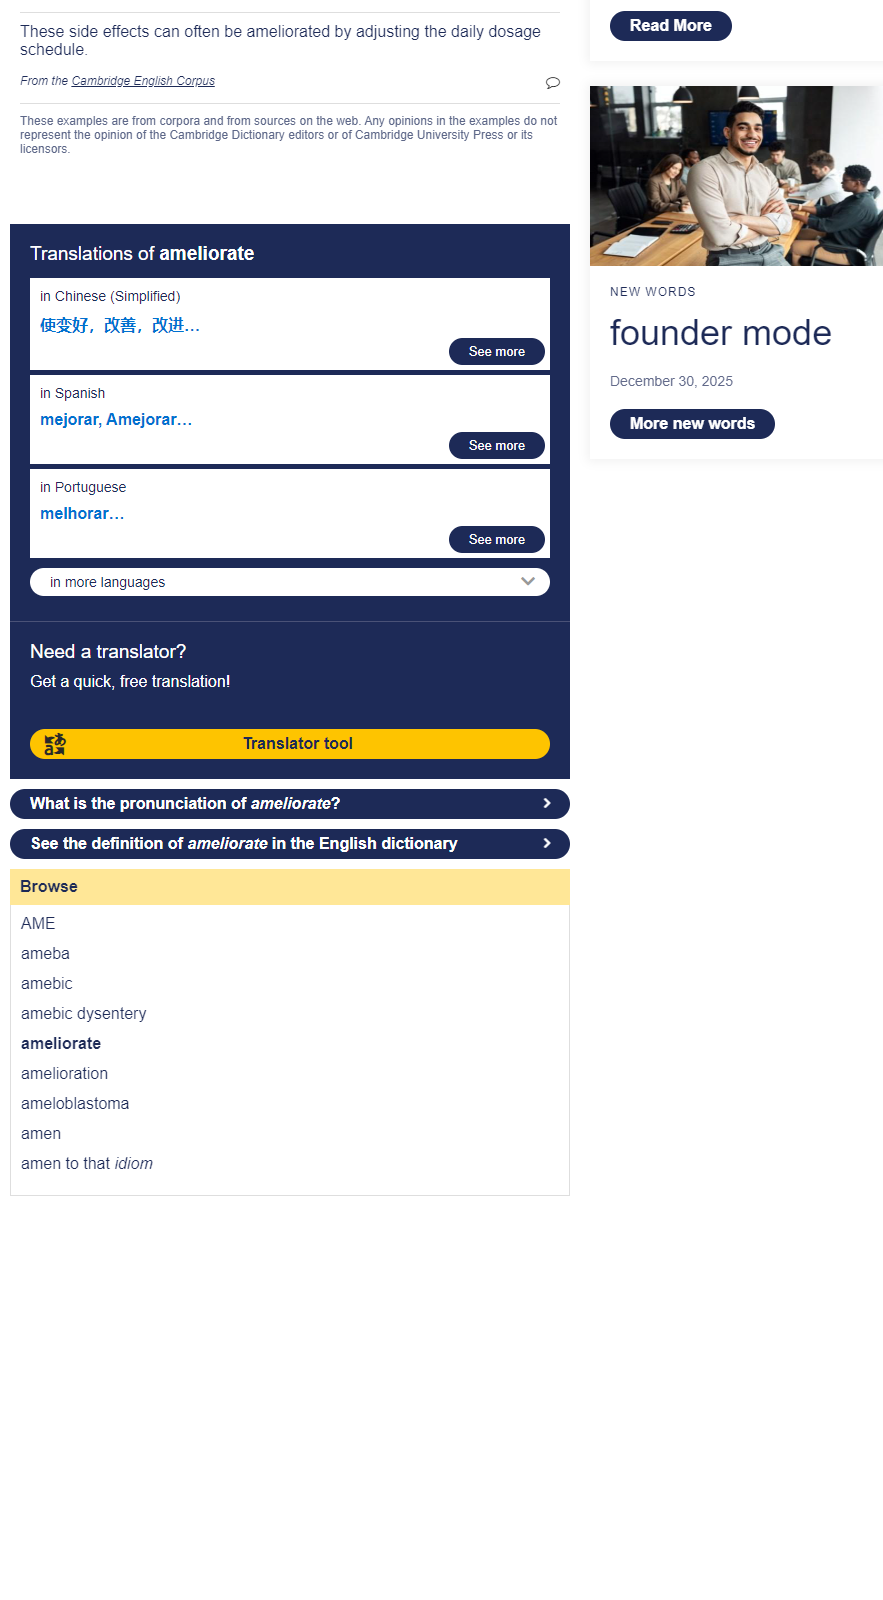 These side effects can often be ameliorated by adjusting the daily dosage
schedule.
From the Cambridge English Corpus
These examples are from corpora and from sources on the web. Any opinions in the examples do not
represent the opinion of the Cambridge Dictionary editors or of Cambridge University Press or its
licensors.
Translations of ameliorate
in Chinese (Simplified)
使变好，改善，改进…
See more
in Spanish
mejorar, Amejorar…
See more
in Portuguese
melhorar…
See more
in more languages
Need a translator?
Get a quick, free translation!
Translator tool
What is the pronunciation of ameliorate?
See the definition of ameliorate in the English dictionary
Browse
AME
ameba
amebic
amebic dysentery
ameliorate
amelioration
ameloblastoma
amen
amen to that idiom
Read More
NEW WORDS
founder mode
December 30, 2025
More new words